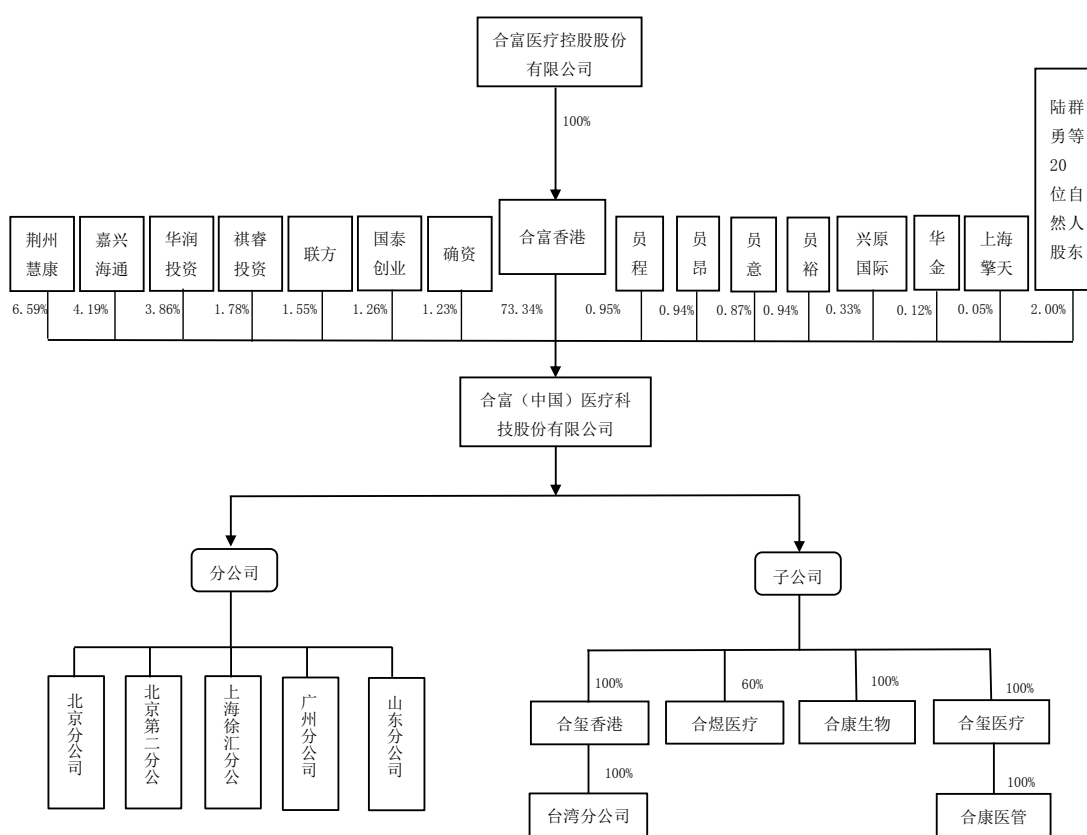 合富医疗控股股份
有限公司
100%
陆群
勇等
20
位自
然人
股东
荆州
慧康
嘉兴
海通
华润
投资
祺睿
投资
联方
国泰
创业
确资
合富香港
员
程
员
昂
员
意
员
裕
兴原
国际
华
金
上海
擎天
6.59%
4.19%
3.86%
1.78%
1.55%
1.26%
1.23%
73.34%
0.95%
0.94%
0.87%
0.94%
0.33%
0.12%
0.05%
2.00%
合富（中国）医疗科
技股份有限公司
分公司
子公司
北京分公司
北京第二分公
上海徐汇分公
广州分公司
山东分公司
100%
60%
100%
100%
合玺香港
合煜医疗
合康生物
合玺医疗
100%
100%
台湾分公司
合康医管